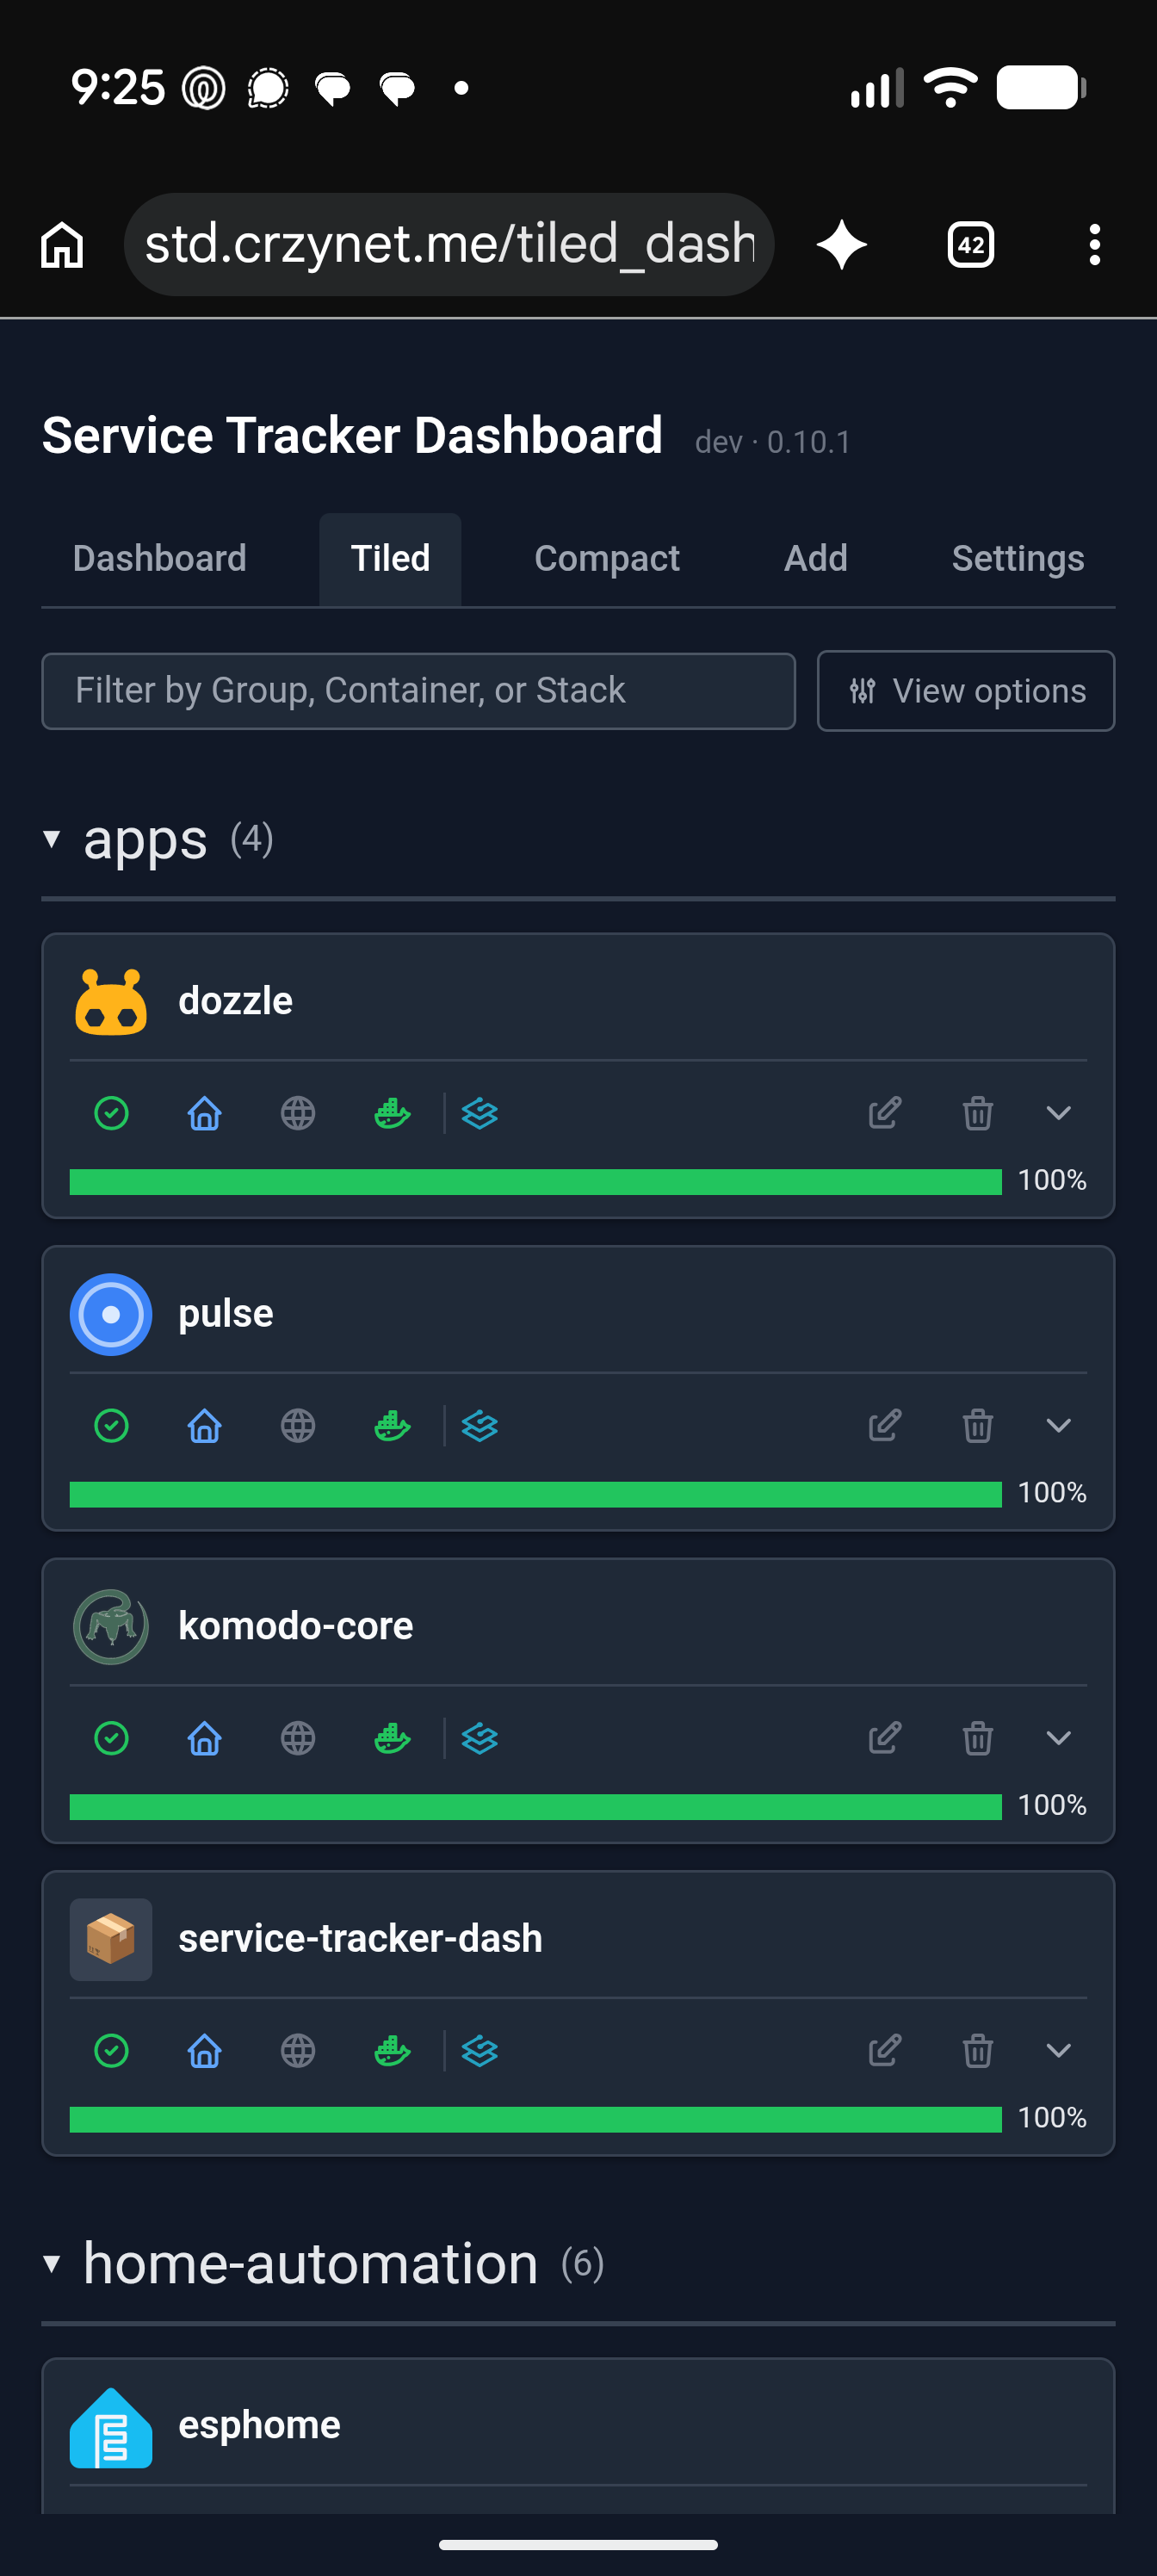 9:25
std.crzynet.me/tiled_dash
42
Service Tracker Dashboard dev · 0.10.1
Dashboard Tiled Compact Add Settings
Filter by Group, Container, or Stack View options
▼ apps (4)
dozzle
100%
pulse
100%
komodo-core
100%
service-tracker-dash
100%
▼ home-automation (6)
esphome